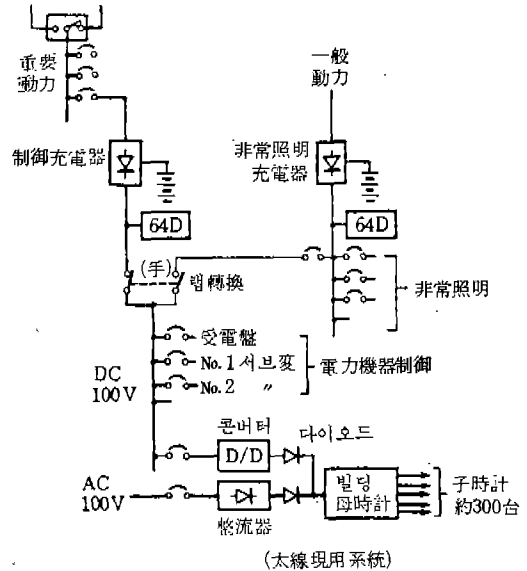 重要
動力
一般
動力
制御充電器
非常照明
充電器
64D
64D
(手)
非常照明
受電盤
No.1 서브変
No.2 〃
電力機器制御
DC
100V
콘버터
다이오드
D/D
AC
100V
整流器
빌딩
母時計
子時計
約300台
(太線現用系統)